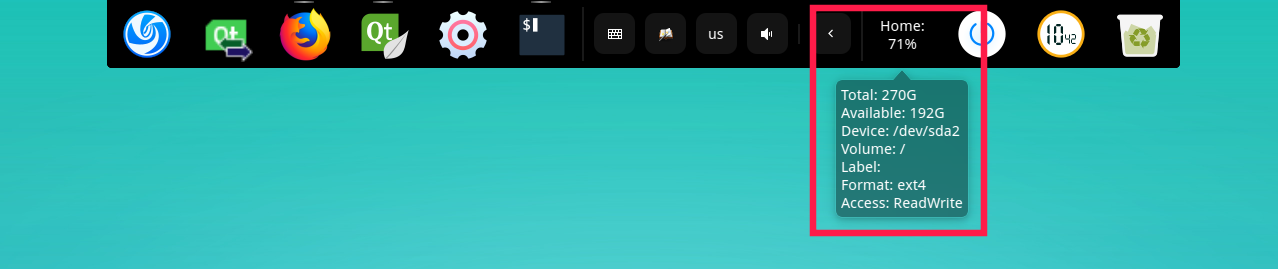 Qt
Qt
$
us
<
Home:
71%
10 42
Total: 270G
Available: 192G
Device: /dev/sda2
Volume: /
Label:
Format: ext4
Access: ReadWrite